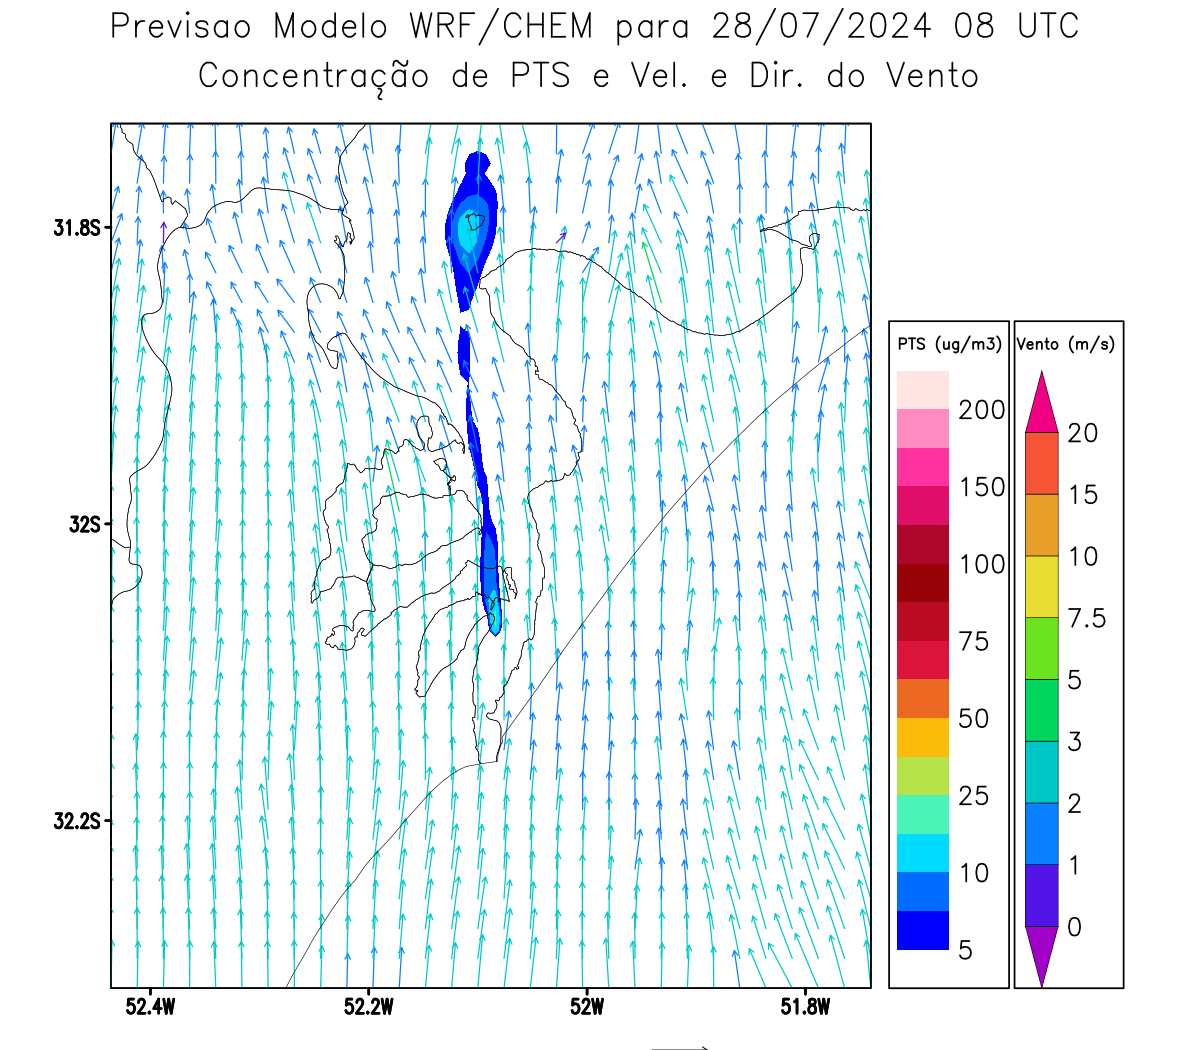 Previsao Modelo WRF/CHEM para 28/07/2024 08 UTC
Concentração de PTS e Vel. e Dir. do Vento
31.8S
32S
32.2S
52.4W 52.2W 52W 51.8W
PTS (ug/m3)
200
150
100
75
50
25
10
5
Vento (m/s)
20
15
10
7.5
5
3
2
1
0